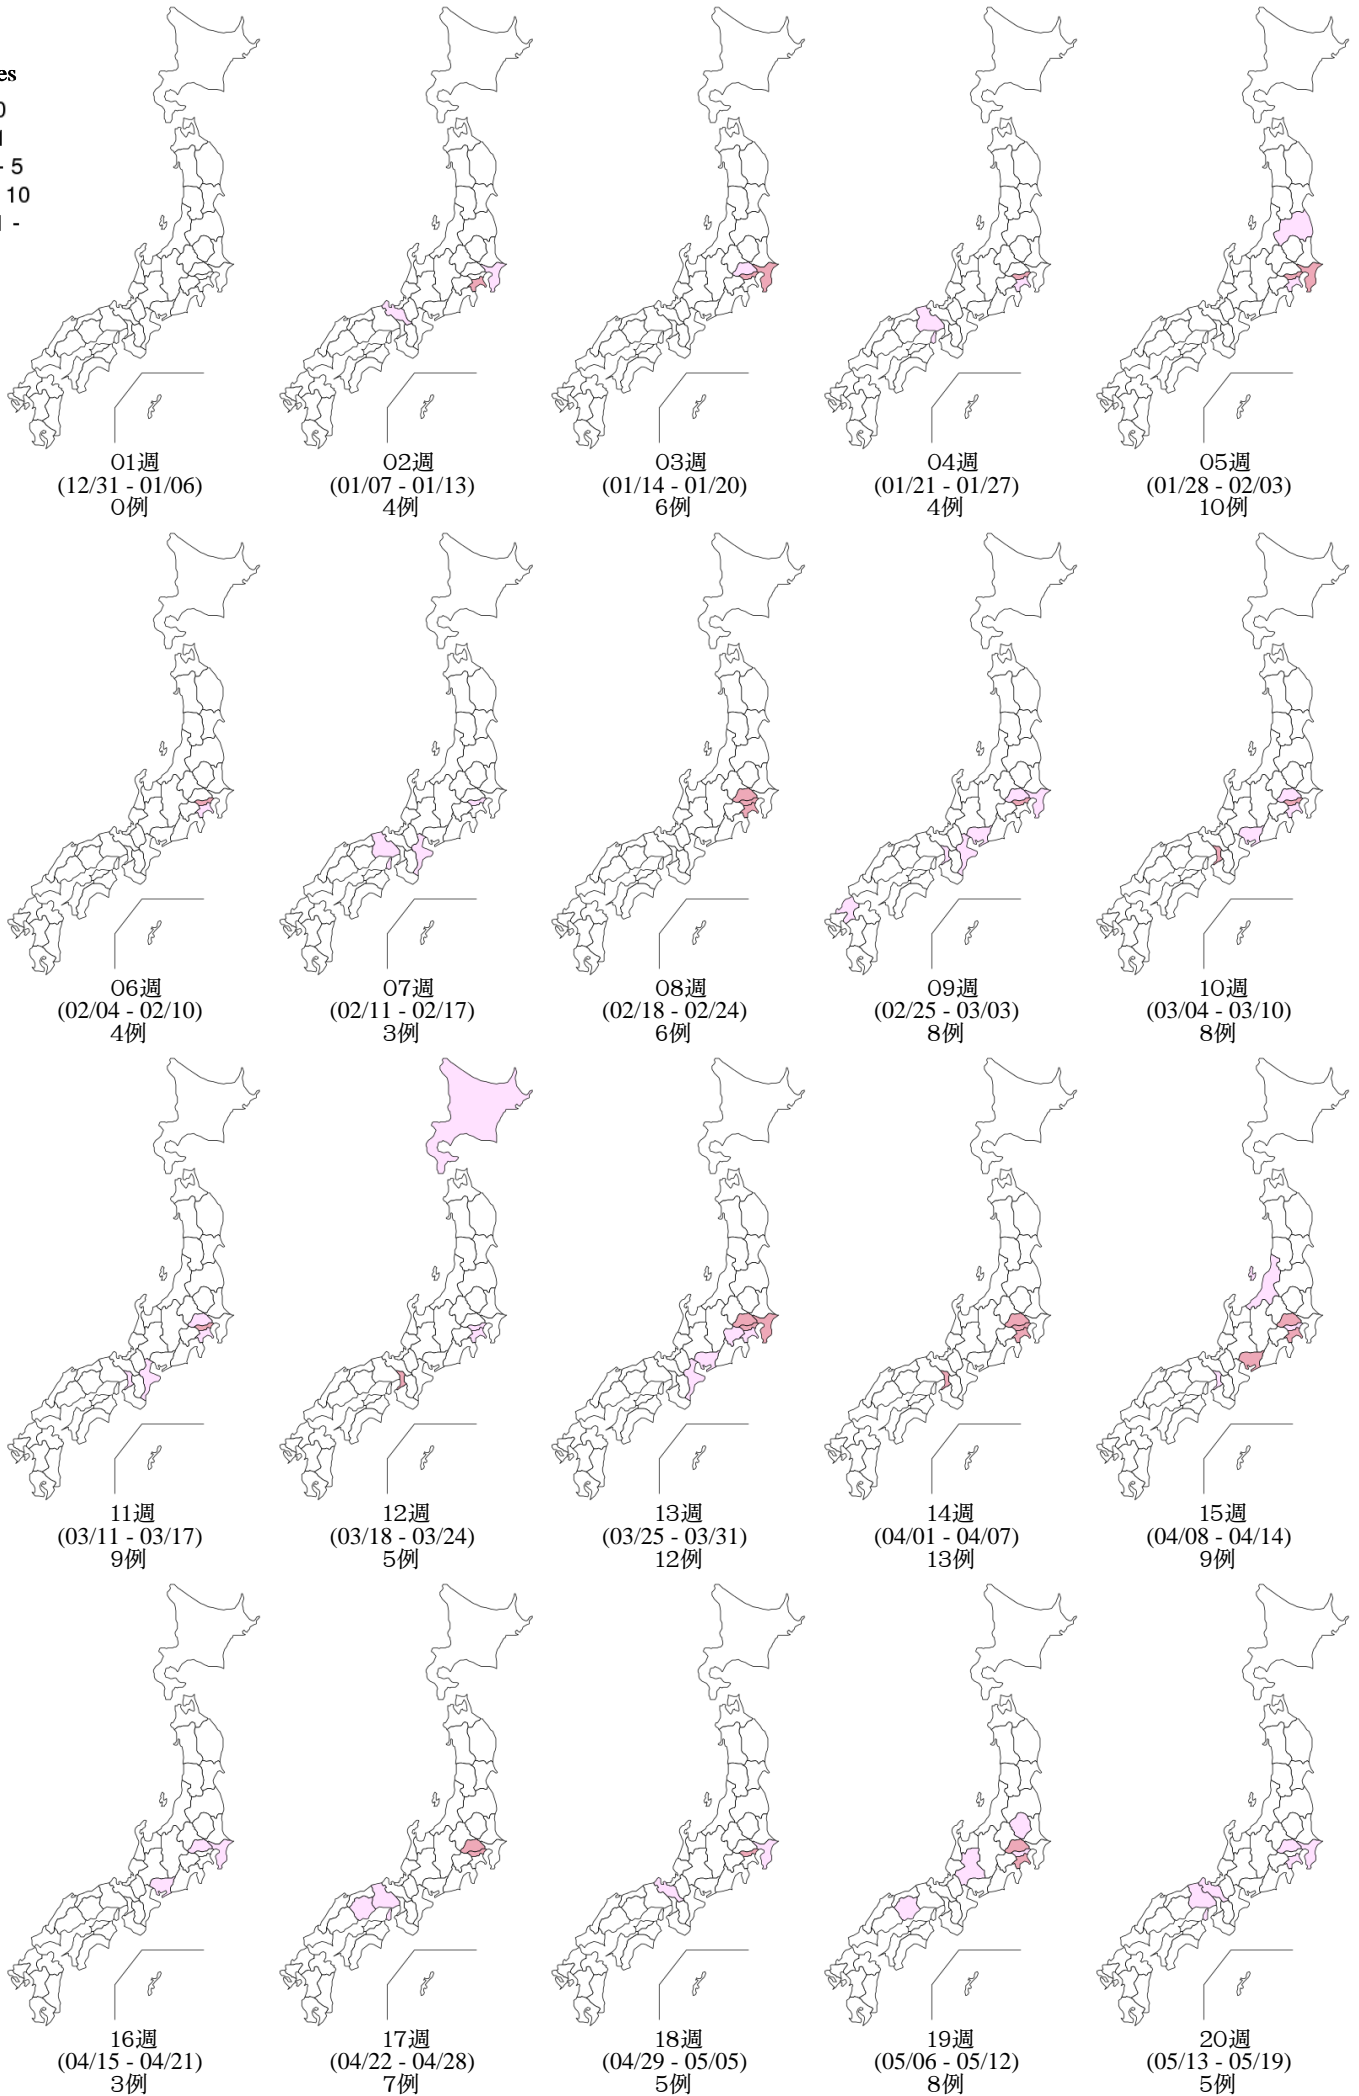 es
0
- 5
10
-
01週
(12/31 - 01/06)
0例
02週
(01/07 - 01/13)
4例
03週
(01/14 - 01/20)
6例
04週
(01/21 - 01/27)
4例
05週
(01/28 - 02/03)
10例
06週
(02/04 - 02/10)
4例
07週
(02/11 - 02/17)
3例
08週
(02/18 - 02/24)
6例
09週
(02/25 - 03/03)
8例
10週
(03/04 - 03/10)
8例
11週
(03/11 - 03/17)
9例
12週
(03/18 - 03/24)
5例
13週
(03/25 - 03/31)
12例
14週
(04/01 - 04/07)
13例
15週
(04/08 - 04/14)
9例
16週
(04/15 - 04/21)
3例
17週
(04/22 - 04/28)
7例
18週
(04/29 - 05/05)
5例
19週
(05/06 - 05/12)
8例
20週
(05/13 - 05/19)
5例